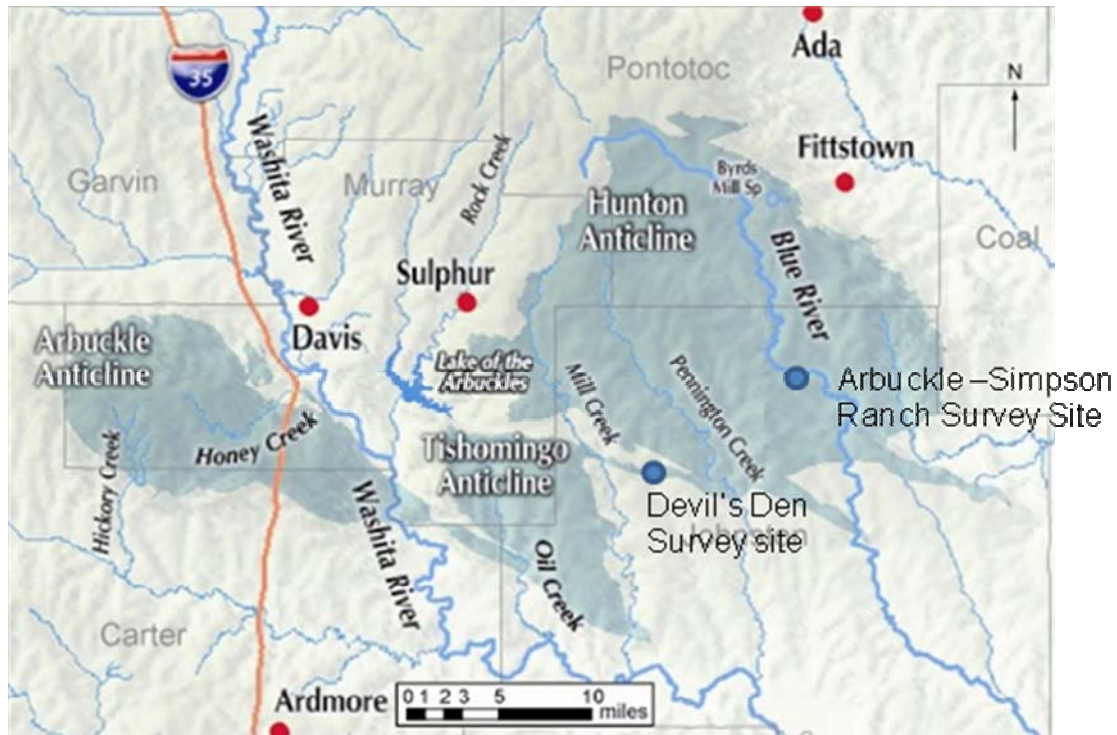 Ada
Pontotoc
N
35
Washita River
Fittstown
Garvin
Murray
Rock Creek
Byrds
Mill Sp
Hunton
Anticline
Coal
Blue River
Sulphur
Davis
Arbuckle
Anticline
Lake of the
Arbuckles
Mill Creek
Pennington Creek
Arbuckle –Simpson
Ranch Survey Site
Honey Creek
Hickory Creek
Tishomingo
Anticline
Washita River
Devil's Den
Survey site
Johnston
Oil Creek
Carter
Ardmore
0 1 2 3 5 10
miles